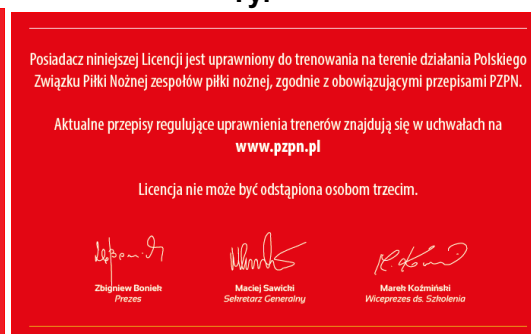 Posiadacz niniejszej Licencji jest uprawniony do trenowania na terenie działania Polskiego
Związku Piłki Nożnej zespołów piłki nożnej, zgodnie z obowiązującymi przepisami PZPN.
Aktualne przepisy regulujące uprawnienia trenerów znajdują się w uchwałach na
www.pzpn.pl
Licencja nie może być odstąpiona osobom trzecim.
Zbigniew Boniek Maciej Sawicki Marek Koźmiński
Prezes Sekretarz Generalny Wiceprezes ds. Szkolenia